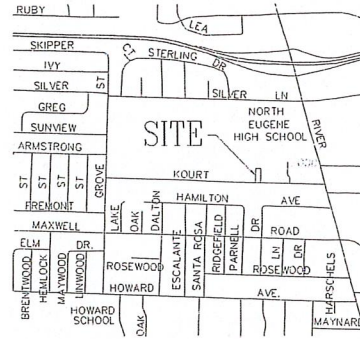 RUBY
LEA
SKIPPER
CT
STERLING DR
IVY
SILVER
ST
SILVER LN
GREG
NORTH
EUGENE
HIGH SCHOOL
RIVER
SUNVIEW
SITE
ARMSTRONG
ST
ST
ST
ST
GROVE
KOURT
FREMONT
LAKE
OAK
DALTON
HAMILTON AVE
MAXWELL
ROAD
ESCALANTE
SANTA ROSA
RIDGEFIELD
PARNELL
DR
ELM DR.
BRENTWOOD
HEMLOCK
MAYWOOD
LINWOOD
ROSEWOOD
ROSEWOOD
LN
DR
HOWARD AVE.
HARSCHELS
HOWARD
SCHOOL
OAK
MAYNAR